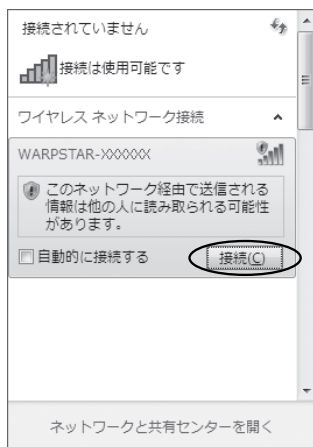 接続されていません
接続は使用可能です
ワイヤレス ネットワーク接続
WARPSTAR-XXXXXX
このネットワーク経由で送信される
情報は他の人に読み取られる可能性
があります。
自動的に接続する
接続(C)
ネットワークと共有センターを開く